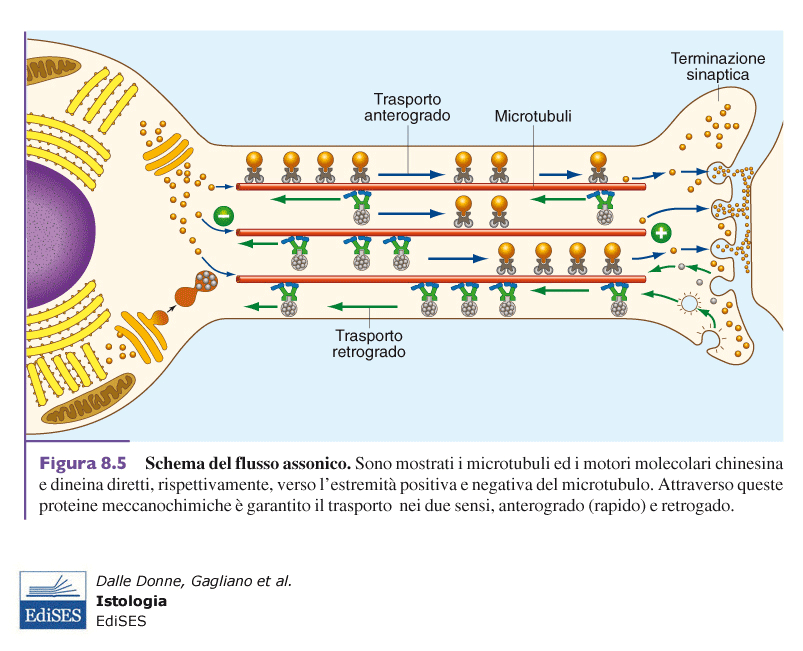 Terminazione
sinaptica
Trasporto
anterogrado
Microtubuli
–
+
Trasporto
retrogrado
Figura 8.5 Schema del flusso assonico. Sono mostrati i microtubuli ed i motori molecolari chinesina
e dineina diretti, rispettivamente, verso l'estremità positiva e negativa del microtubulo. Attraverso queste
proteine meccanochimiche è garantito il trasporto nei due sensi, anterogrado (rapido) e retrogado.
Dalle Donne, Gagliano et al.
Istologia
EdiSES
EdiSES